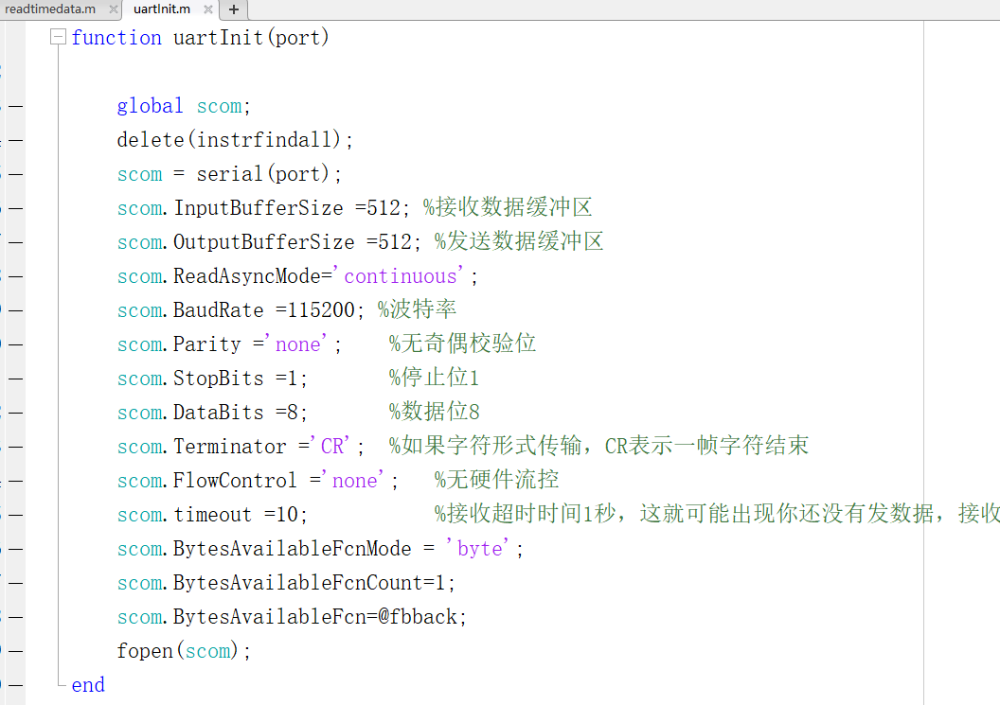 readtimedata.m × uartInit.m × +
function uartInit(port)
global scom;
delete(instrfindall);
scom = serial(port);
scom.InputBufferSize =512; %接收数据缓冲区
scom.OutputBufferSize =512; %发送数据缓冲区
scom.ReadAsyncMode='continuous';
scom.BaudRate =115200; %波特率
scom.Parity ='none'; %无奇偶校验位
scom.StopBits =1; %停止位1
scom.DataBits =8; %数据位8
scom.Terminator ='CR'; %如果字符形式传输，CR表示一帧字符结束
scom.FlowControl ='none'; %无硬件流控
scom.timeout =10; %接收超时时间1秒，这就可能出现你还没有发数据，接收
scom.BytesAvailableFcnMode = 'byte';
scom.BytesAvailableFcnCount=1;
scom.BytesAvailableFcn=@fbback;
fopen(scom);
end